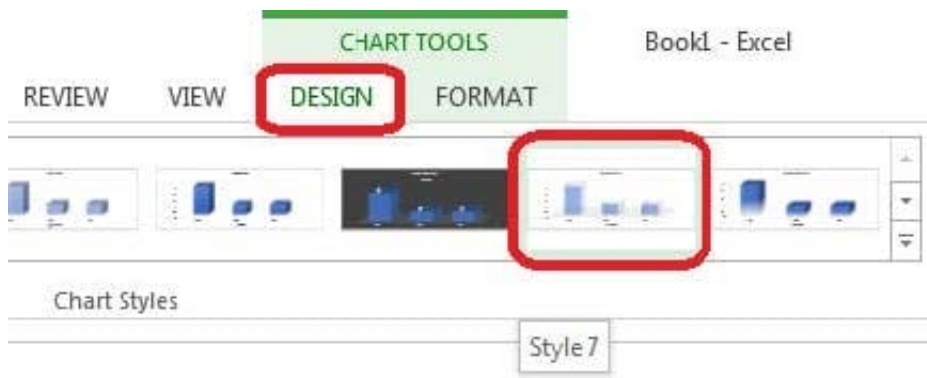 CHART TOOLS Book1 - Excel
REVIEW VIEW DESIGN FORMAT
Chart Styles
Style 7